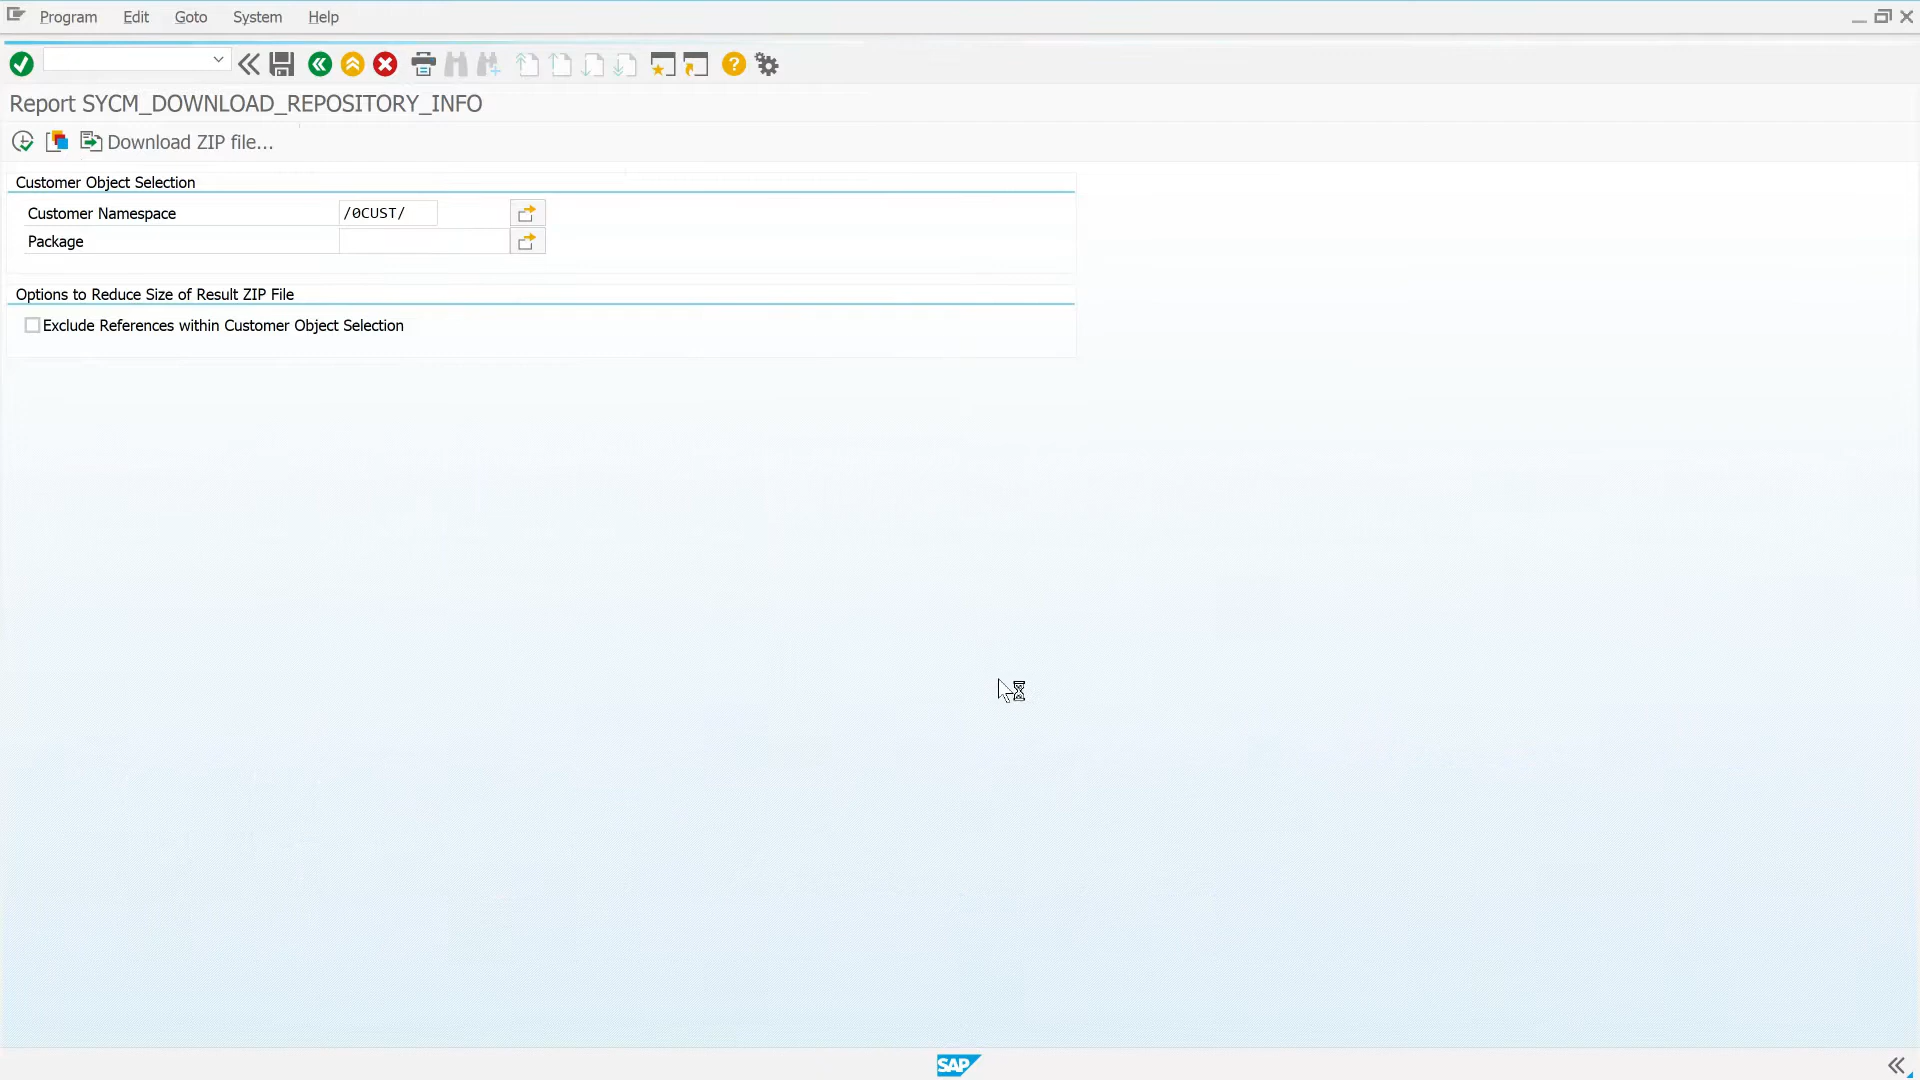 Program Edit Goto System Help
Report SYCM_DOWNLOAD_REPOSITORY_INFO
Download ZIP file...
Customer Object Selection
Customer Namespace /0CUST/
Package
Options to Reduce Size of Result ZIP File
Exclude References within Customer Object Selection
SAP